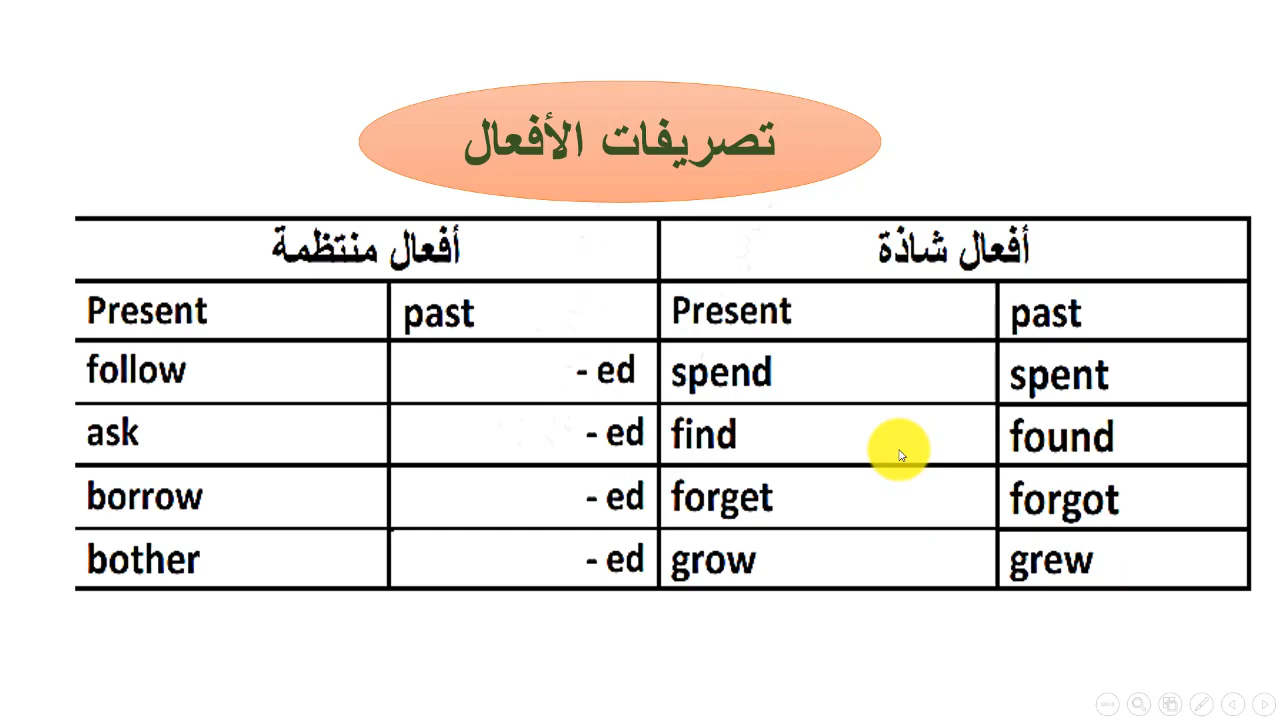 تصريفات الأفعال
أفعال منتظمة أفعال شاذة
Present past Present past
follow - ed spend spent
ask - ed find found
borrow - ed forget forgot
bother - ed grow grew